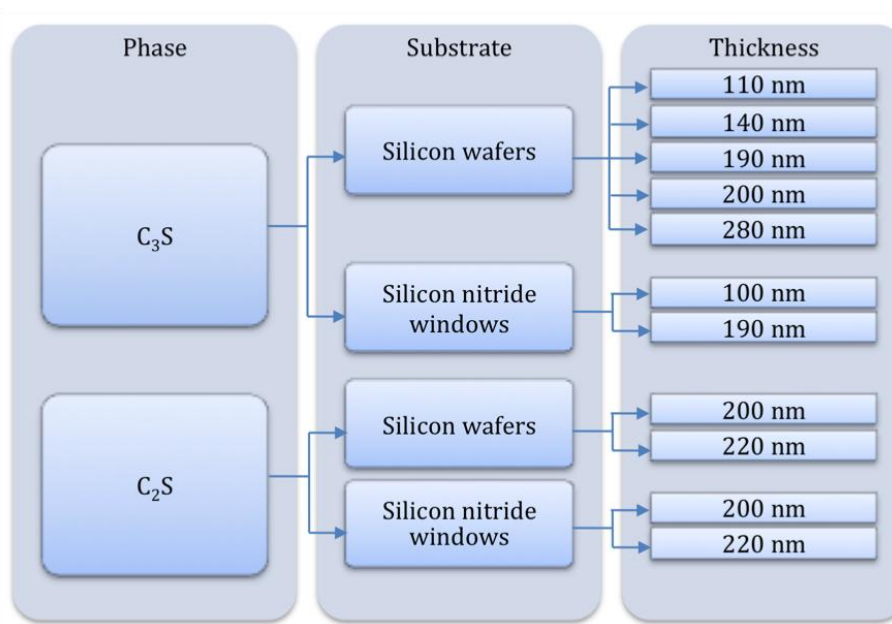 Phase
Substrate
Thickness
C₃S
Silicon wafers
110 nm
140 nm
190 nm
200 nm
280 nm
Silicon nitride
windows
100 nm
190 nm
C₂S
Silicon wafers
200 nm
220 nm
Silicon nitride
windows
200 nm
220 nm